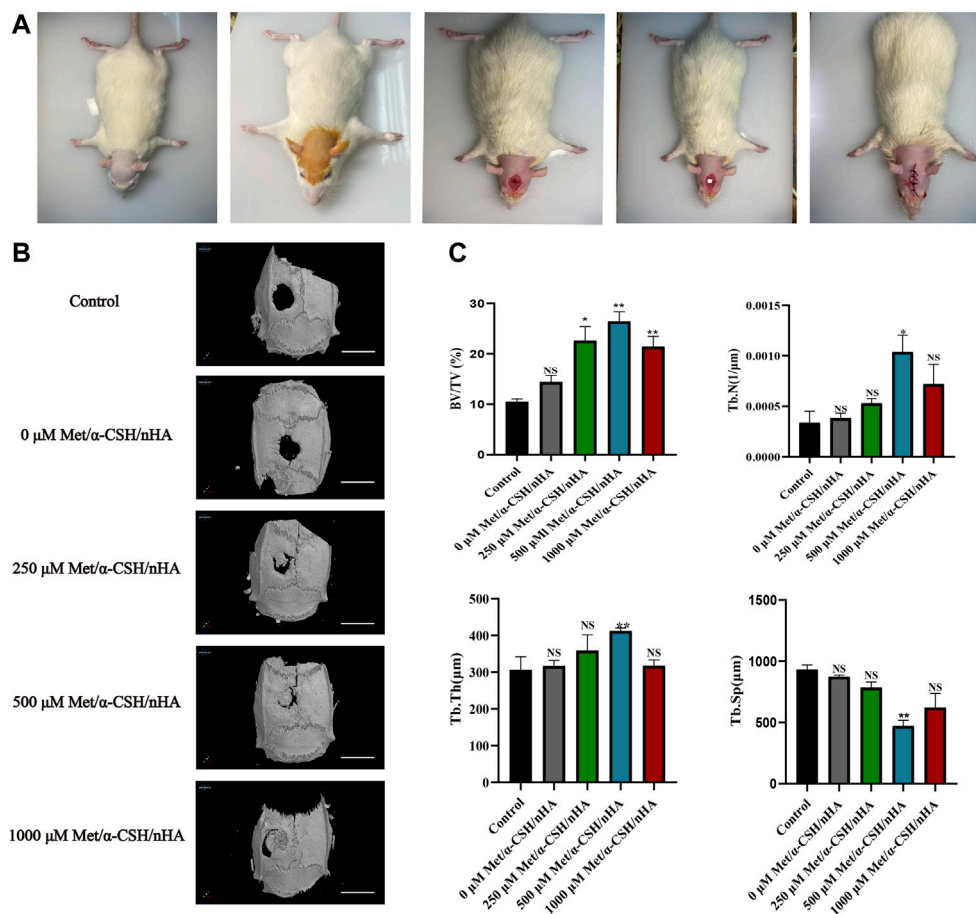 A
B
Control
0 μM Met/α-CSH/nHA
250 μM Met/α-CSH/nHA
500 μM Met/α-CSH/nHA
1000 μM Met/α-CSH/nHA
C
BV/TV (%)
30
20
10
0
NS
*
**
**
Control
0 μM Met/α-CSH/nHA
250 μM Met/α-CSH/nHA
500 μM Met/α-CSH/nHA
1000 μM Met/α-CSH/nHA
Tb.N(1/μm)
0.0015
0.0010
0.0005
0.0000
NS
NS
*
NS
Control
0 μM Met/α-CSH/nHA
250 μM Met/α-CSH/nHA
500 μM Met/α-CSH/nHA
1000 μM Met/α-CSH/nHA
Tb.Th(μm)
500
400
300
200
100
0
NS
NS
**
NS
Control
0 μM Met/α-CSH/nHA
250 μM Met/α-CSH/nHA
500 μM Met/α-CSH/nHA
1000 μM Met/α-CSH/nHA
Tb.Sp(μm)
1500
1000
500
0
NS
NS
**
NS
Control
0 μM Met/α-CSH/nHA
250 μM Met/α-CSH/nHA
500 μM Met/α-CSH/nHA
1000 μM Met/α-CSH/nHA